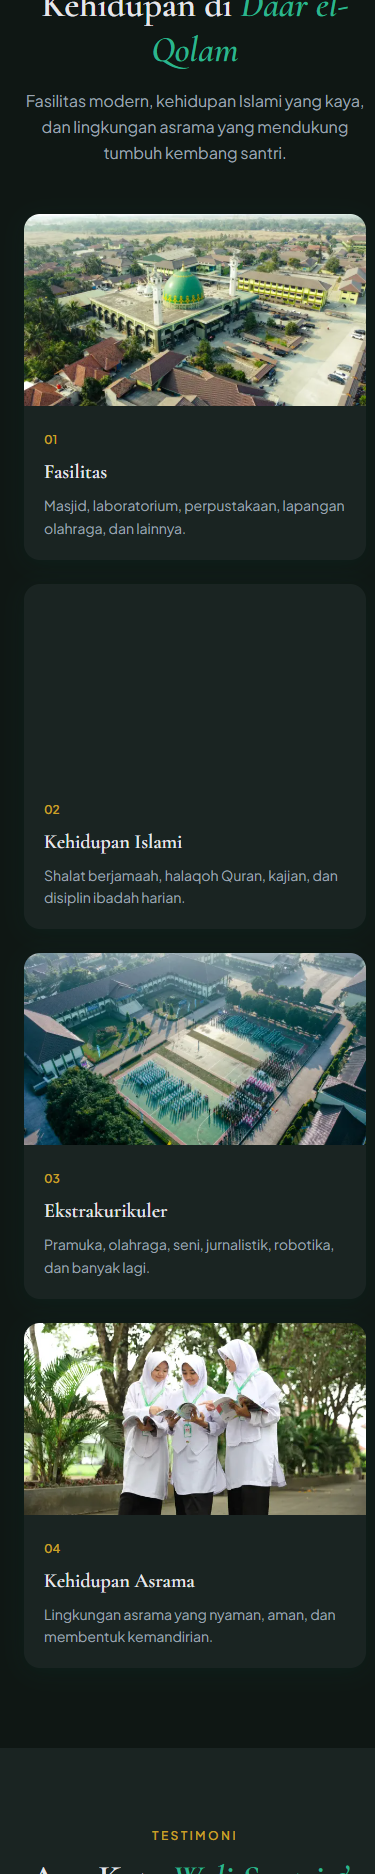 Kehidupan di Daar el-
Qolam
Fasilitas modern, kehidupan Islami yang kaya,
dan lingkungan asrama yang mendukung
tumbuh kembang santri.
01
Fasilitas
Masjid, laboratorium, perpustakaan, lapangan
olahraga, dan lainnya.
02
Kehidupan Islami
Shalat berjamaah, halaqoh Quran, kajian, dan
disiplin ibadah harian.
03
Ekstrakurikuler
Pramuka, olahraga, seni, jurnalistik, robotika,
dan banyak lagi.
04
Kehidupan Asrama
Lingkungan asrama yang nyaman, aman, dan
membentuk kemandirian.
TESTIMONI